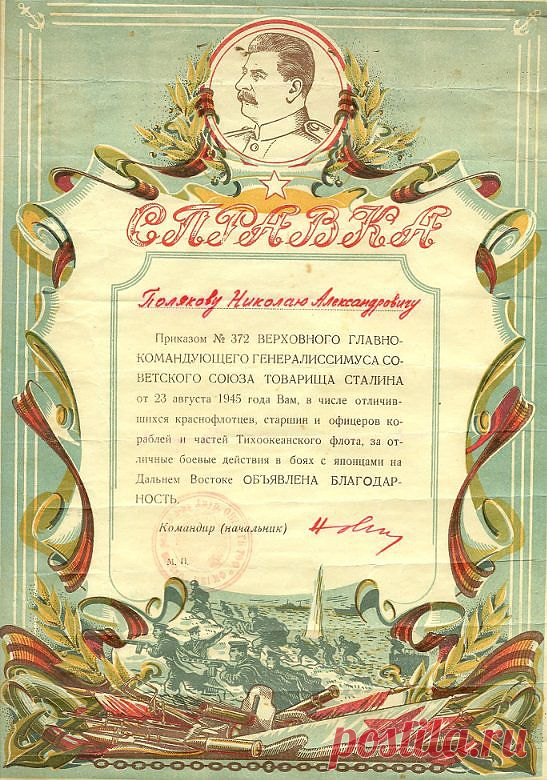 СПРАВКА
Полякову Николаю Александровичу
Приказом № 372 ВЕРХОВНОГО ГЛАВНО-
КОМАНДУЮЩЕГО ГЕНЕРАЛИССИМУСА СО-
ВЕТСКОГО СОЮЗА ТОВАРИЩА СТАЛИНА
от 23 августа 1945 года Вам, в числе отличив-
шихся краснофлотцев, старшин и офицеров ко-
раблей и частей Тихоокеанского флота, за от-
личные боевые действия в боях с японцами на
Дальнем Востоке ОБЪЯВЛЕНА БЛАГОДАР-
НОСТЬ.
Командир (начальник)
М. П.
postila.ru